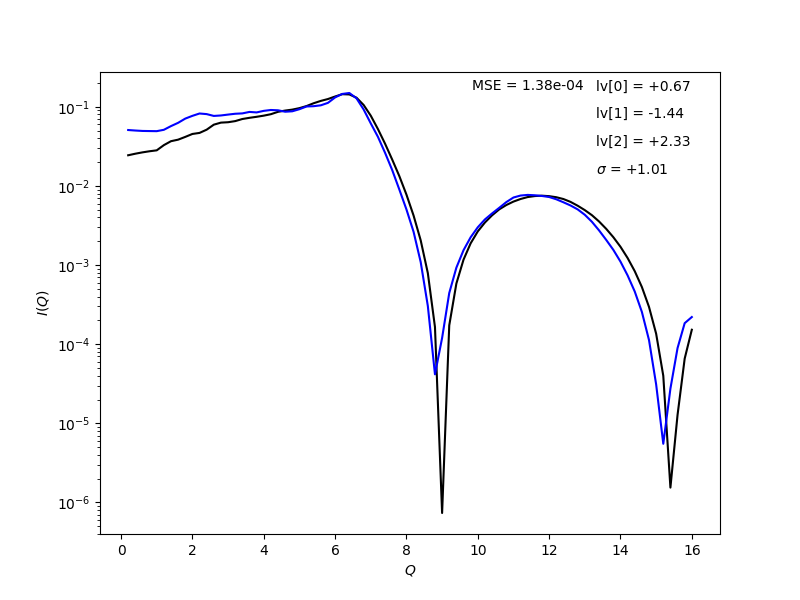 MSE = 1.38e-04 lv[0] = +0.67
lv[1] = -1.44
lv[2] = +2.33
σ = +1.01
10⁻¹
10⁻²
10⁻³
10⁻⁴
10⁻⁵
10⁻⁶
I(Q)
0 2 4 6 8 10 12 14 16
Q